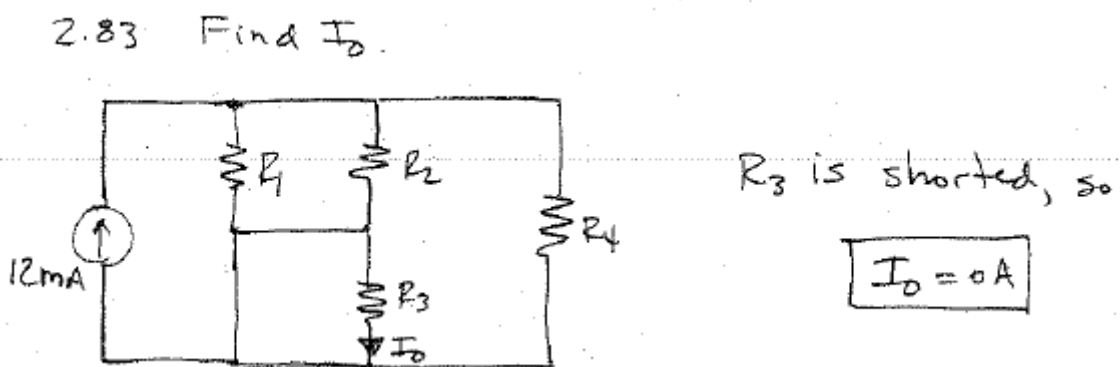 2.83 Find I₀.
R₁
R₂
R₃ is shorted, so
R₄
12mA
I₀ = 0A
R₃
I₀